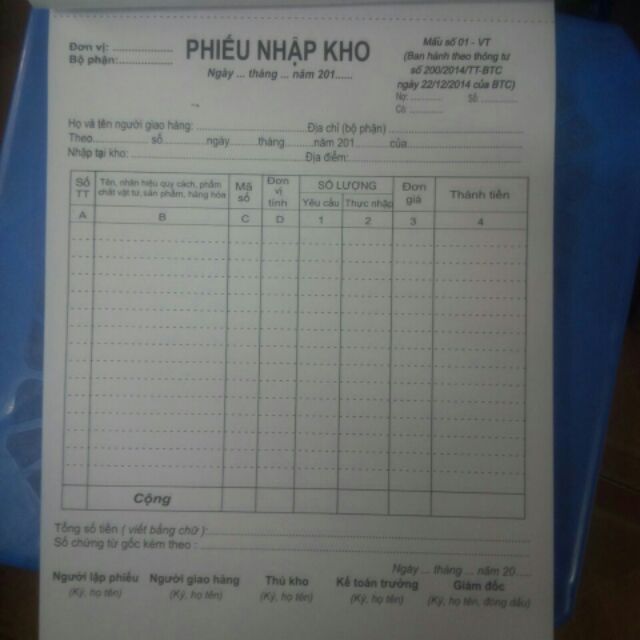 Đơn vị: ....................
Bộ phận:....................
PHIẾU NHẬP KHO
Ngày ... tháng ... năm 201......
Mẫu số 01 - VT
(Ban hành theo thông tư
số 200/2014/TT-BTC
ngày 22/12/2014 của BTC)
Nợ: ............ Số: ............
Có: ............
Họ và tên người giao hàng: .............................. Địa chỉ (bộ phận) ..............................
Theo.................. số...............ngày...........tháng...........năm 201 ......của..............................
Nhập tại kho: ..............................Địa điểm:..............................
Số TT Tên, nhãn hiệu quy cách, phẩm chất vật tư, sản phẩm, hàng hóa Mã số Đơn vị tính SỐ LƯỢNG Đơn giá Thành tiền
Yêu cầu Thực nhập
A B C D 1 2 3 4
Cộng
Tổng số tiền ( viết bằng chữ ):..............................
Số chứng từ gốc kèm theo : ..............................
Ngày ... tháng ... năm 20.....
Người lập phiếu Người giao hàng Thủ kho Kế toán trưởng Giám đốc
(Ký, họ tên) (Ký, họ tên) (Ký, họ tên) (Ký, họ tên) (Ký, họ tên, đóng dấu)